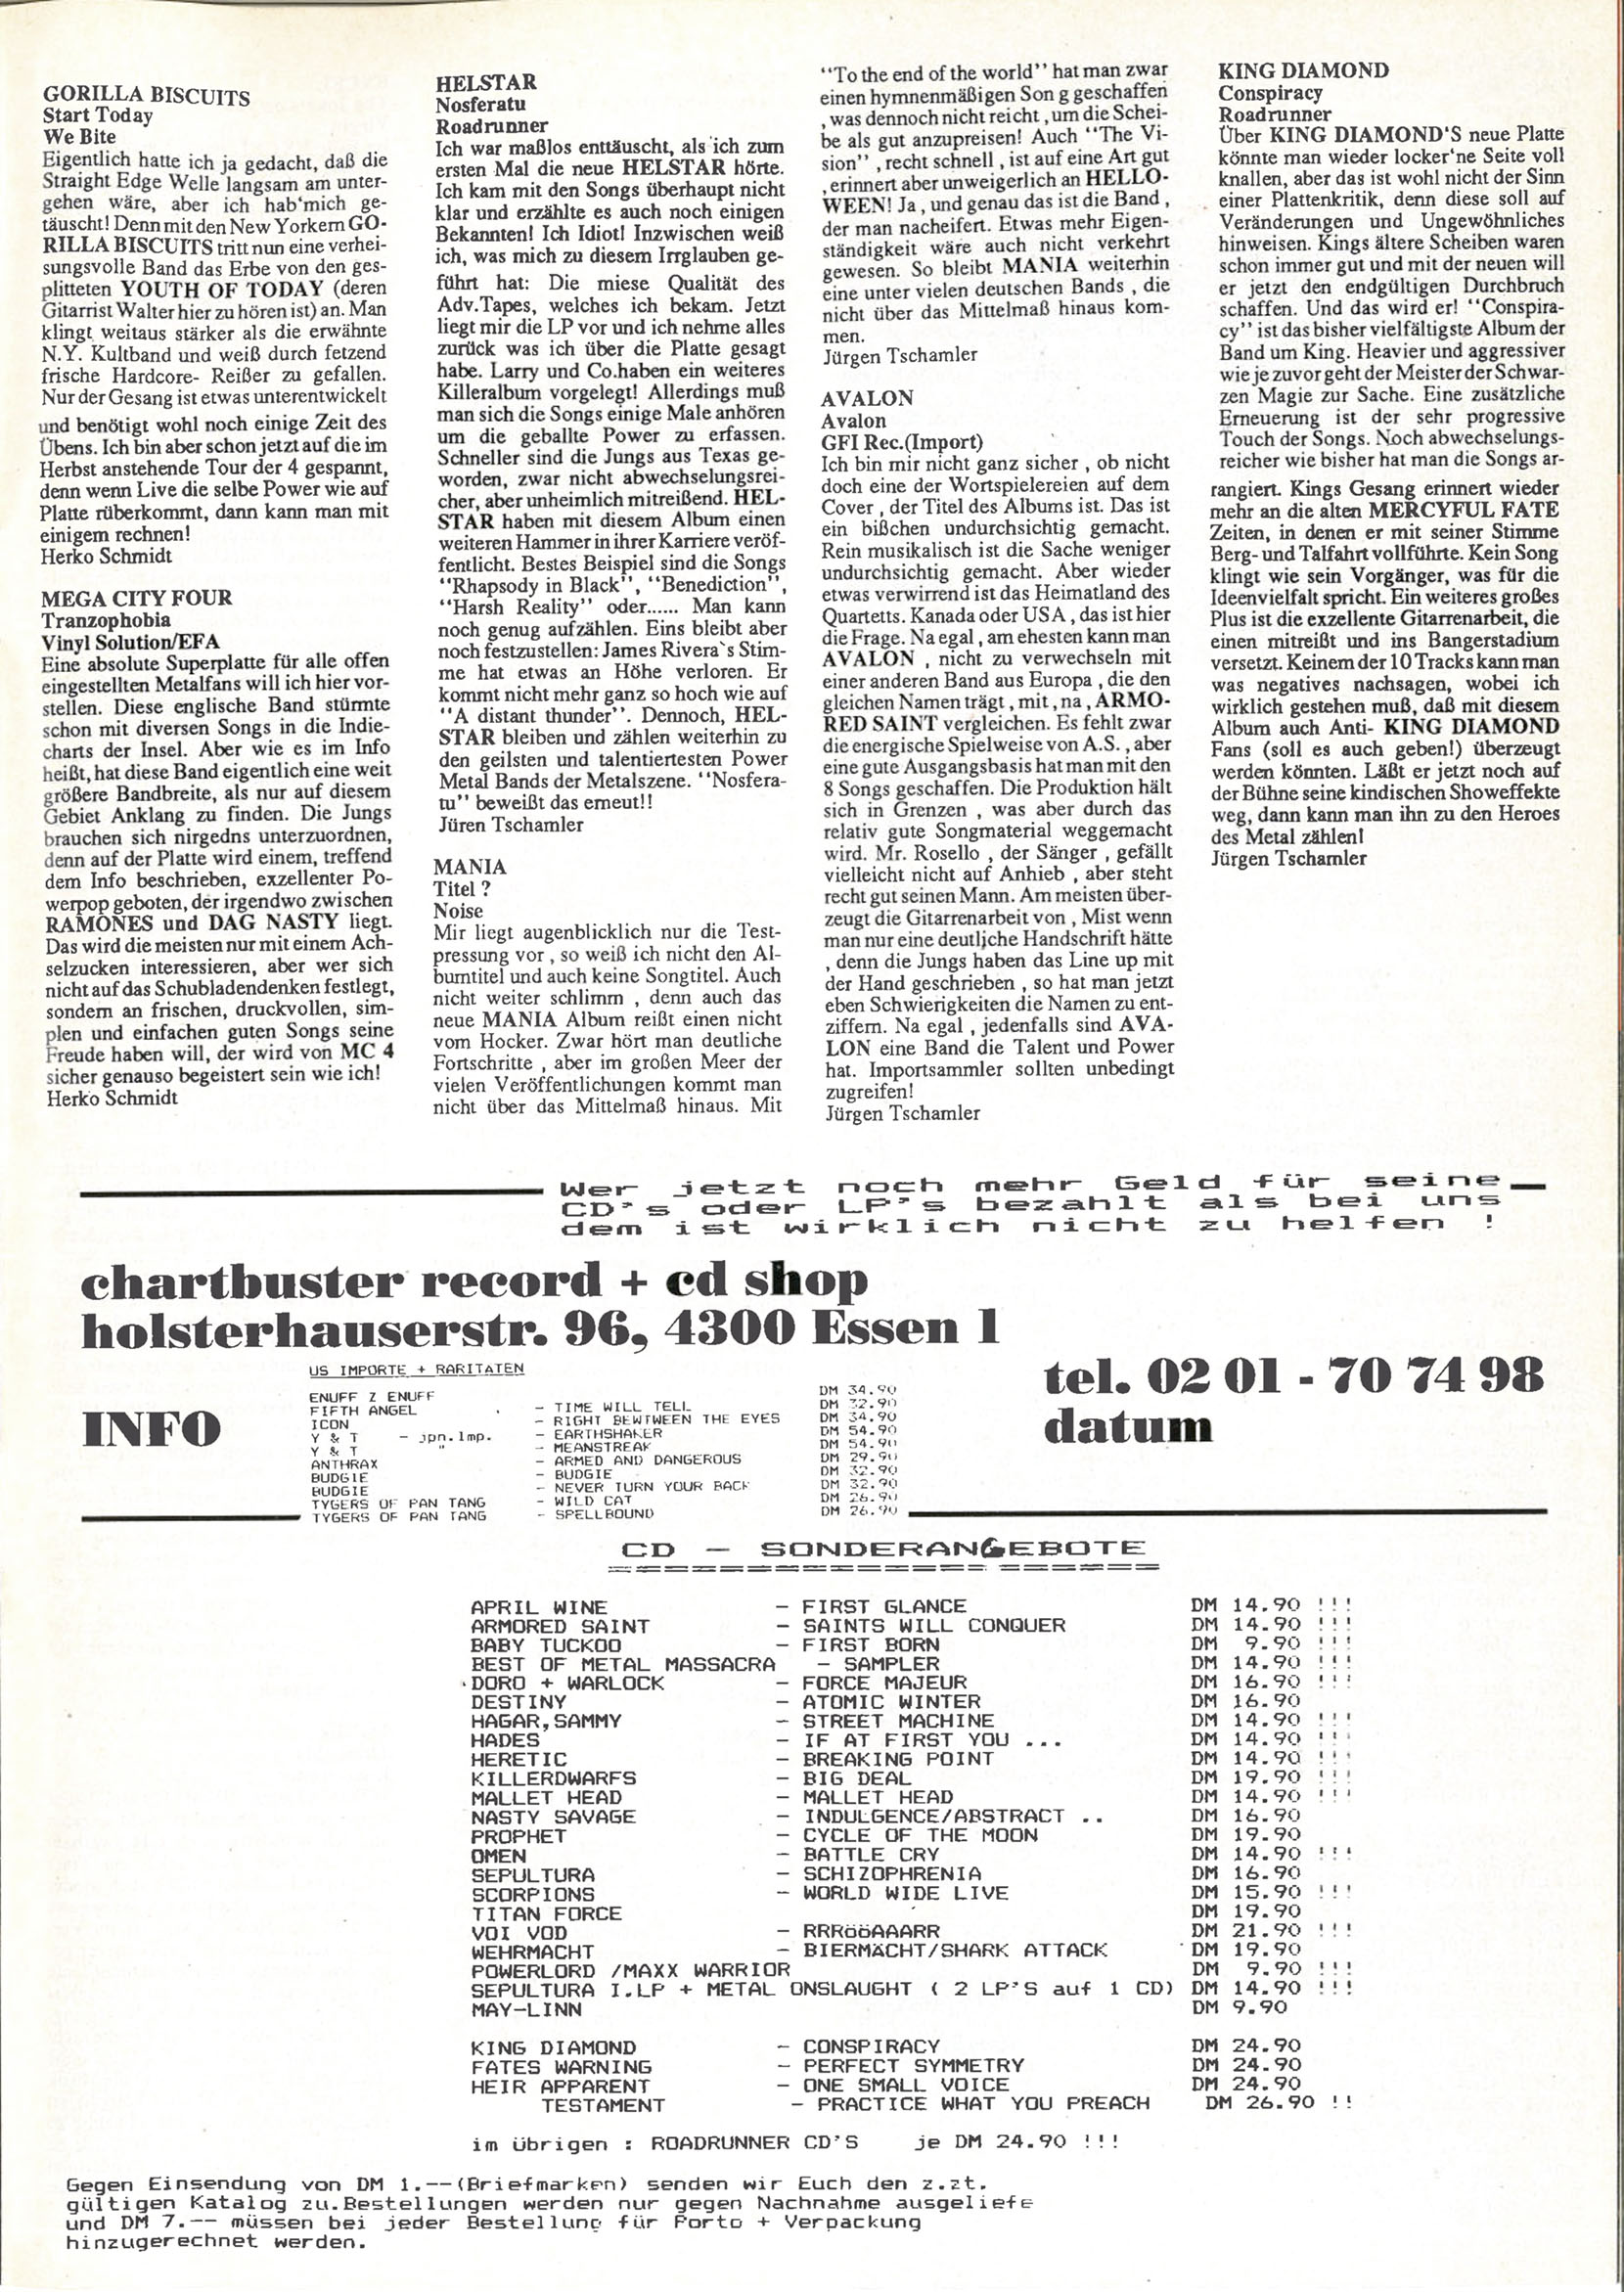 GORILLA BISCUITS
Start Today
We Bite
Eigentlich hatte ich ja gedacht, daß die
Straight Edge Welle langsam am unter-
gehen wäre, aber ich hab'mich ge-
täuscht! Denn mit den New Yorkern GO-
RILLA BISCUITS tritt nun eine verhei-
sungsvolle Band das Erbe von den ges-
plitteten YOUTH OF TODAY (deren
Gitarrist Walter hier zu hören ist) an. Man
klingt weitaus stärker als die erwähnte
N.Y. Kultband und weiß durch fetzend
frische Hardcore- Reißer zu gefallen.
Nur der Gesang ist etwas unterentwickelt
und benötigt wohl noch einige Zeit des
Übens. Ich bin aber schon jetzt auf die im
Herbst anstehende Tour der 4 gespannt,
denn wenn Live die selbe Power wie auf
Platte rüberkommt, dann kann man mit
einigem rechnen!
Herko Schmidt
MEGA CITY FOUR
Tranzophobia
Vinyl Solution/EFA
Eine absolute Superplatte für alle offen
eingestellten Metalfans will ich hier vor-
stellen. Diese englische Band stürmte
schon mit diversen Songs in die Indie-
charts der Insel. Aber wie es im Info
heißt, hat diese Band eigentlich eine weit
größere Bandbreite, als nur auf diesem
Gebiet Anklang zu finden. Die Jungs
brauchen sich nirgedns unterzuordnen,
denn auf der Platte wird einem, treffend
dem Info beschrieben, exzellenter Po-
werpop geboten, der irgendwo zwischen
RAMONES und DAG NASTY liegt.
Das wird die meisten nur mit einem Ach-
selzucken interessieren, aber wer sich
nicht auf das Schubladendenken festlegt,
sondern an frischen, druckvollen, sim-
plen und einfachen guten Songs seine
Freude haben will, der wird von MC 4
sicher genauso begeistert sein wie ich!
Herko Schmidt
HELSTAR
Nosferatu
Roadrunner
Ich war maßlos enttäuscht, als ich zum
ersten Mal die neue HELSTAR hörte.
Ich kam mit den Songs überhaupt nicht
klar und erzählte es auch noch einigen
Bekannten! Ich Idiot! Inzwischen weiß
ich, was mich zu diesem Irrglauben ge-
führt hat: Die miese Qualität des
Adv.Tapes, welches ich bekam. Jetzt
liegt mir die LP vor und ich nehme alles
zurück was ich über die Platte gesagt
habe. Larry und Co.haben ein weiteres
Killeralbum vorgelegt! Allerdings muß
man sich die Songs einige Male anhören
um die geballte Power zu erfassen.
Schneller sind die Jungs aus Texas ge-
worden, zwar nicht abwechselungsrei-
cher, aber unheimlich mitreißend. HEL-
STAR haben mit diesem Album einen
weiteren Hammer in ihrer Karriere veröf-
fentlicht. Bestes Beispiel sind die Songs
"Rhapsody in Black", "Benediction",
"Harsh Reality" oder...... Man kann
noch genug aufzählen. Eins bleibt aber
noch festzustellen: James Rivera`s Stim-
me hat etwas an Höhe verloren. Er
kommt nicht mehr ganz so hoch wie auf
"A distant thunder". Dennoch, HEL-
STAR bleiben und zählen weiterhin zu
den geilsten und talentiertesten Power
Metal Bands der Metalszene. "Nosfera-
tu" beweißt das erneut!!
Jüren Tschamler
MANIA
Titel ?
Noise
Mir liegt augenblicklich nur die Test-
pressung vor , so weiß ich nicht den Al-
bumtitel und auch keine Songtitel. Auch
nicht weiter schlimm , denn auch das
neue MANIA Album reißt einen nicht
vom Hocker. Zwar hört man deutliche
Fortschritte , aber im großen Meer der
vielen Veröffentlichungen kommt man
nicht über das Mittelmaß hinaus. Mit
"To the end of the world" hat man zwar
einen hymnenmäßigen Son g geschaffen
, was dennoch nicht reicht , um die Schei-
be als gut anzupreisen! Auch "The Vi-
sion" , recht schnell , ist auf eine Art gut
, erinnert aber unweigerlich an HELLO-
WEEN! Ja , und genau das ist die Band ,
der man nacheifert. Etwas mehr Eigen-
ständigkeit wäre auch nicht verkehrt
gewesen. So bleibt MANIA weiterhin
eine unter vielen deutschen Bands , die
nicht über das Mittelmaß hinaus kom-
men.
Jürgen Tschamler
AVALON
Avalon
GFI Rec.(Import)
Ich bin mir nicht ganz sicher , ob nicht
doch eine der Wortspielereien auf dem
Cover , der Titel des Albums ist. Das ist
ein bißchen undurchsichtig gemacht.
Rein musikalisch ist die Sache weniger
undurchsichtig gemacht. Aber wieder
etwas verwirrend ist das Heimatland des
Quartetts. Kanada oder USA , das ist hier
die Frage. Na egal , am ehesten kann man
AVALON , nicht zu verwechseln mit
einer anderen Band aus Europa , die den
gleichen Namen trägt , mit , na , ARMO-
RED SAINT vergleichen. Es fehlt zwar
die energische Spielweise von A.S. , aber
eine gute Ausgangsbasis hat man mit den
8 Songs geschaffen. Die Produktion hält
sich in Grenzen , was aber durch das
relativ gute Songmaterial weggemacht
wird. Mr. Rosello , der Sänger , gefällt
vielleicht nicht auf Anhieb , aber steht
recht gut seinen Mann. Am meisten über-
zeugt die Gitarrenarbeit von , Mist wenn
man nur eine deutliche Handschrift hätte
, denn die Jungs haben das Line up mit
der Hand geschrieben , so hat man jetzt
eben Schwierigkeiten die Namen zu ent-
ziffern. Na egal , jedenfalls sind AVA-
LON eine Band die Talent und Power
hat. Importsammler sollten unbedingt
zugreifen!
Jürgen Tschamler
KING DIAMOND
Conspiracy
Roadrunner
Über KING DIAMOND'S neue Platte
könnte man wieder locker'ne Seite voll
knallen, aber das ist wohl nicht der Sinn
einer Plattenkritik, denn diese soll auf
Veränderungen und Ungewöhnliches
hinweisen. Kings ältere Scheiben waren
schon immer gut und mit der neuen will
er jetzt den endgültigen Durchbruch
schaffen. Und das wird er! "Conspira-
cy" ist das bisher vielfältigste Album der
Band um King. Heavier und aggressiver
wie je zuvor geht der Meister der Schwar-
zen Magie zur Sache. Eine zusätzliche
Erneuerung ist der sehr progressive
Touch der Songs. Noch abwechselungs-
reicher wie bisher hat man die Songs ar-
rangiert. Kings Gesang erinnert wieder
mehr an die alten MERCYFUL FATE
Zeiten, in denen er mit seiner Stimme
Berg- und Talfahrt vollführte. Kein Song
klingt wie sein Vorgänger, was für die
Ideenvielfalt spricht. Ein weiteres großes
Plus ist die exzellente Gitarrenarbeit, die
einen mitreißt und ins Bangerstadium
versetzt. Keinem der 10 Tracks kann man
was negatives nachsagen, wobei ich
wirklich gestehen muß, daß mit diesem
Album auch Anti- KING DIAMOND
Fans (soll es auch geben!) überzeugt
werden könnten. Läßt er jetzt noch auf
der Bühne seine kindischen Showeffekte
weg, dann kann man ihn zu den Heroes
des Metal zählen!
Jürgen Tschamler
Wer jetzt noch mehr Geld für seine
CD's oder LP's bezahlt als bei uns
dem ist wirklich nicht zu helfen !
chartbuster record + cd shop
holsterhauserstr. 96, 4300 Essen 1
tel. 02 01 - 70 74 98
datum
INFO
US IMPORTE + RARITATEN
ENUFF Z ENUFF DM 34.90
FIFTH ANGEL - TIME WILL TELL DM 32.90
ICON - RIGHT BEWTWEEN THE EYES DM 34.90
Y & T - jpn.Imp. - EARTHSHAKER DM 54.90
Y & T " - MEANSTREAK DM 54.90
ANTHRAX - ARMED AND DANGEROUS DM 29.90
BUDGIE - BUDGIE DM 32.90
BUDGIE - NEVER TURN YOUR BACK DM 32.90
TYGERS OF PAN TANG - WILD CAT DM 26.90
TYGERS OF PAN TANG - SPELLBOUND DM 26.90
CD - SONDERANGEBOTE
APRIL WINE - FIRST GLANCE DM 14.90 !!!
ARMORED SAINT - SAINTS WILL CONQUER DM 14.90 !!!
BABY TUCKOO - FIRST BORN DM 9.90 !!!
BEST OF METAL MASSACRA - SAMPLER DM 14.90 !!!
DORO + WARLOCK - FORCE MAJEUR DM 16.90 !!!
DESTINY - ATOMIC WINTER DM 16.90
HAGAR,SAMMY - STREET MACHINE DM 14.90 !!!
HADES - IF AT FIRST YOU ... DM 14.90 !!!
HERETIC - BREAKING POINT DM 14.90 !!!
KILLERDWARFS - BIG DEAL DM 19.90 !!!
MALLET HEAD - MALLET HEAD DM 14.90 !!!
NASTY SAVAGE - INDULGENCE/ABSTRACT .. DM 16.90
PROPHET - CYCLE OF THE MOON DM 19.90
OMEN - BATTLE CRY DM 14.90 !!!
SEPULTURA - SCHIZOPHRENIA DM 16.90
SCORPIONS - WORLD WIDE LIVE DM 15.90 !!!
TITAN FORCE DM 19.90
VOI VOD - RRRööAAARR DM 21.90 !!!
WEHRMACHT - BIERMÄCHT/SHARK ATTACK DM 19.90
POWERLORD /MAXX WARRIOR DM 9.90 !!!
SEPULTURA I.LP + METAL ONSLAUGHT ( 2 LP'S auf 1 CD) DM 14.90 !!!
MAY-LINN DM 9.90
KING DIAMOND - CONSPIRACY DM 24.90
FATES WARNING - PERFECT SYMMETRY DM 24.90
HEIR APPARENT - ONE SMALL VOICE DM 24.90
TESTAMENT - PRACTICE WHAT YOU PREACH DM 26.90 !!
im übrigen : ROADRUNNER CD'S je DM 24.90 !!!
Gegen Einsendung von DM 1.--(Briefmarken) senden wir Euch den z.zt.
gültigen Katalog zu.Bestellungen werden nur gegen Nachnahme ausgeliefe
und DM 7.-- müssen bei jeder Bestellung für Porto + Verpackung
hinzugerechnet werden.